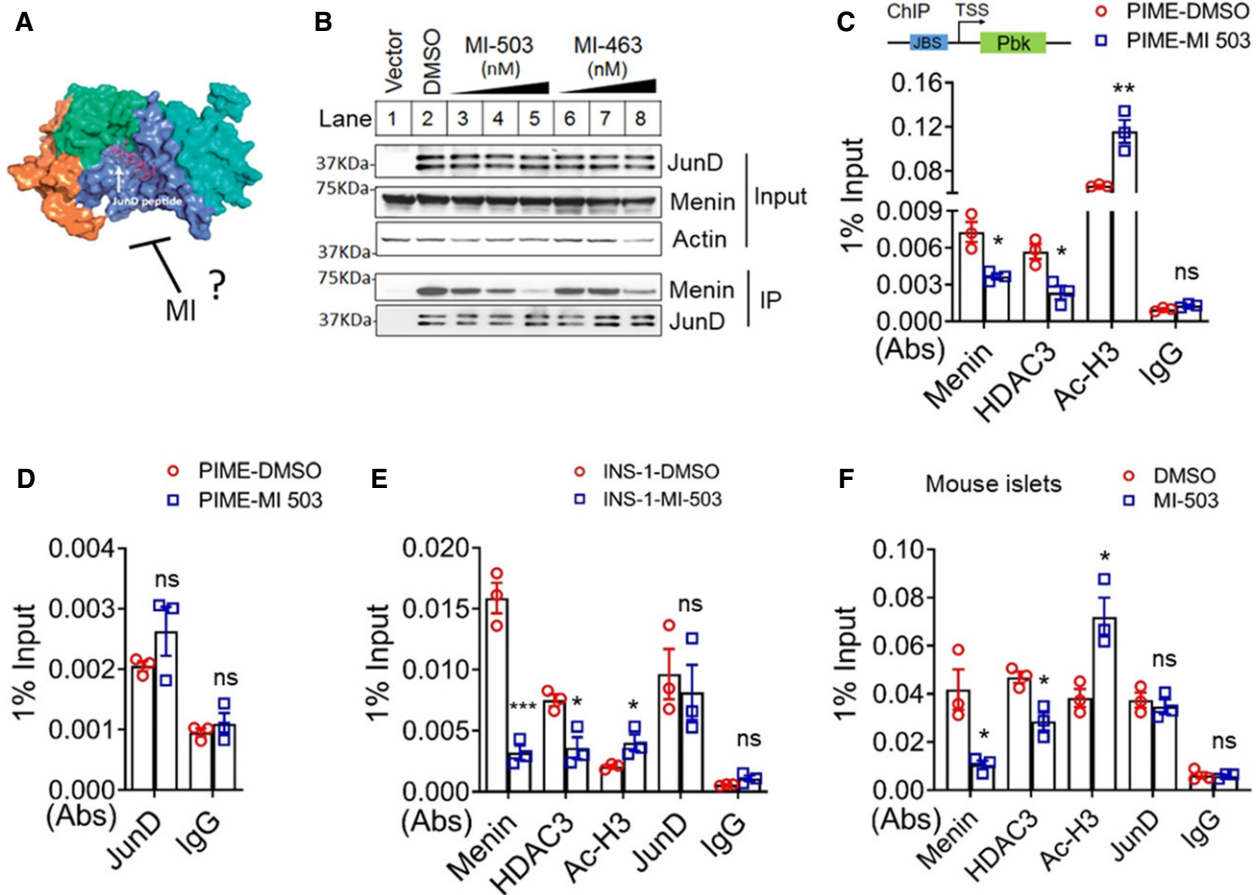 A
JunD peptide
MI ?
B
Vector
DMSO
MI-503
(nM)
MI-463
(nM)
Lane 1 2 3 4 5 6 7 8
37KDa- JunD
75KDa- Menin
Input
37KDa- Actin
75KDa- Menin
IP
37KDa- JunD
C
ChIP TSS
JBS Pbk
PIME-DMSO
PIME-MI 503
1% Input
0.16
0.12
0.08
0.009
0.006
0.003
0.000
* * ** ns
(Abs) Menin HDAC3 Ac-H3 IgG
D
PIME-DMSO
PIME-MI 503
1% Input
0.004
0.003
0.002
0.001
0.000
ns ns
(Abs) JunD IgG
E
INS-1-DMSO
INS-1-MI-503
1% Input
0.020
0.015
0.010
0.005
0.000
*** * * ns ns
(Abs) Menin HDAC3 Ac-H3 JunD IgG
F
Mouse islets
DMSO
MI-503
1% Input
0.10
0.08
0.06
0.04
0.02
0.00
* * * ns ns
(Abs) Menin HDAC3 Ac-H3 JunD IgG